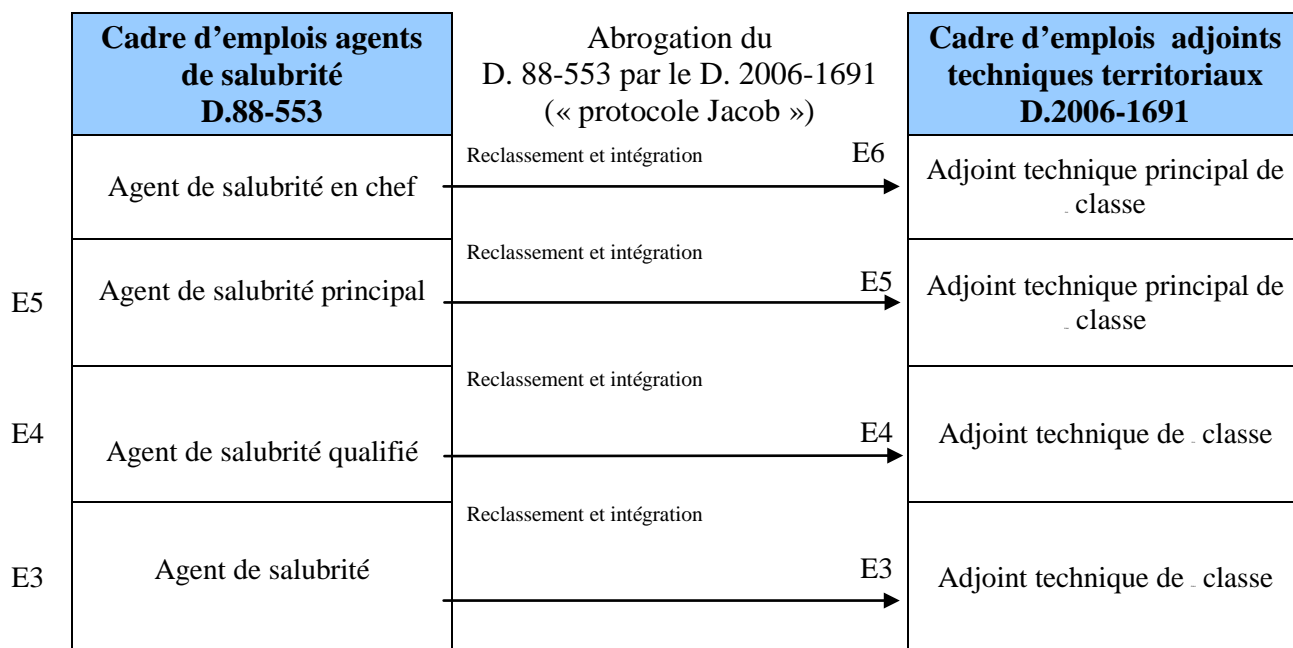 Cadre d'emplois agents
de salubrité
D.88-553
Abrogation du
D. 88-553 par le D. 2006-1691
(« protocole Jacob »)
Cadre d'emplois adjoints
techniques territoriaux
D.2006-1691
Agent de salubrité en chef
Reclassement et intégration
E6
Adjoint technique principal de
classe
E5
Agent de salubrité principal
Reclassement et intégration
E5
Adjoint technique principal de
classe
E4
Agent de salubrité qualifié
Reclassement et intégration
E4
Adjoint technique de classe
E3
Agent de salubrité
Reclassement et intégration
E3
Adjoint technique de classe